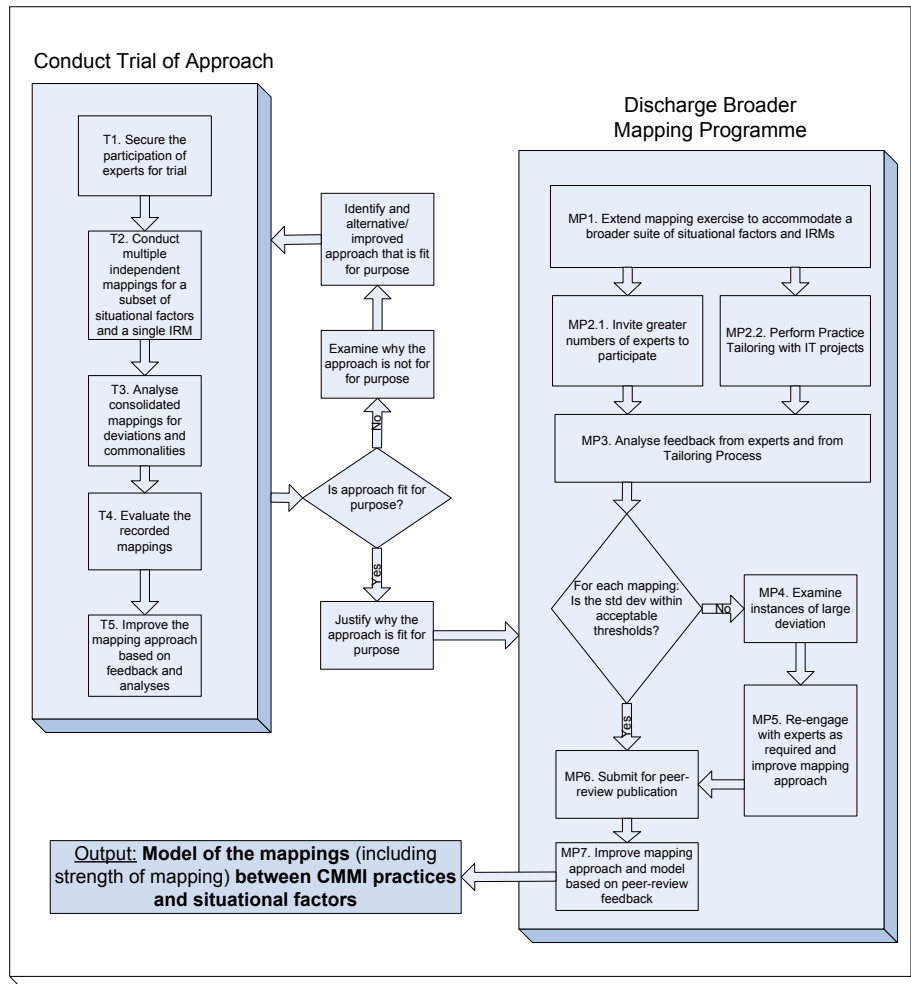 Conduct Trial of Approach
T1. Secure the
participation of
experts for trial
T2. Conduct
multiple
independent
mappings for a
subset of
situational factors
and a single IRM
T3. Analyse
consolidated
mappings for
deviations and
commonalities
T4. Evaluate the
recorded
mappings
T5. Improve the
mapping approach
based on
feedback and
analyses
Identify and
alternative/
improved
approach that is fit
for purpose
Examine why the
approach is not for
for purpose
No
Is approach fit for
purpose?
Yes
Justify why the
approach is fit for
purpose
Discharge Broader
Mapping Programme
MP1. Extend mapping exercise to accommodate a
broader suite of situational factors and IRMs
MP2.1. Invite greater
numbers of experts to
participate
MP2.2. Perform Practice
Tailoring with IT projects
MP3. Analyse feedback from experts and from
Tailoring Process
For each mapping:
Is the std dev within
acceptable
thresholds?
No
MP4. Examine
instances of large
deviation
MP5. Re-engage
with experts as
required and
improve mapping
approach
Yes
MP6. Submit for peer-
review publication
MP7. Improve mapping
approach and model
based on peer-review
feedback
Output: Model of the mappings (including
strength of mapping) between CMMI practices
and situational factors